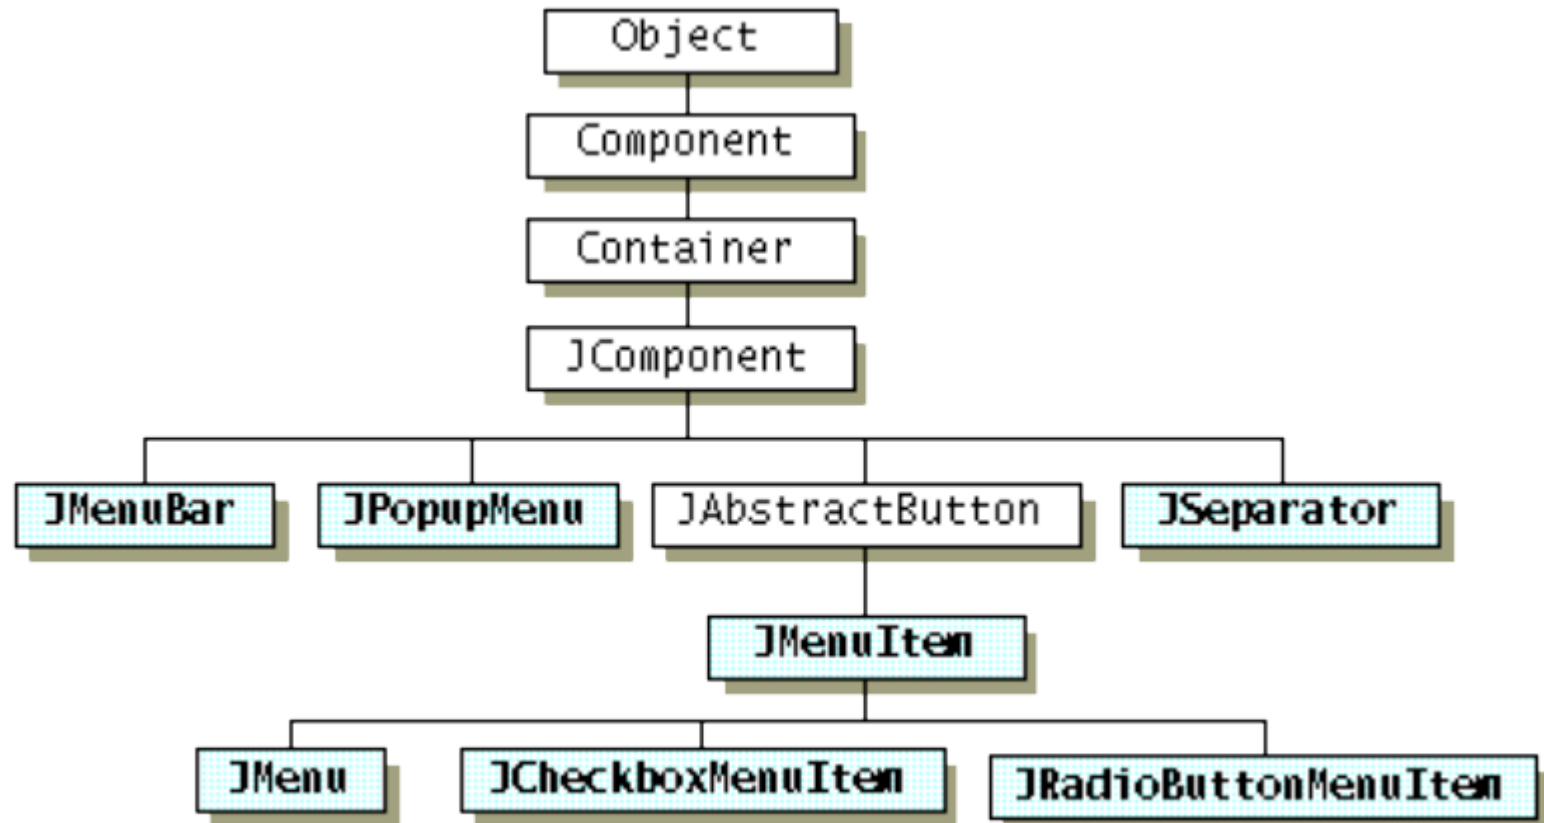 Object
Component
Container
JComponent
JMenuBar JPopupMenu JAbstractButton JSeparator
JMenuItem
JMenu JCheckboxMenuItem JRadioButtonMenuItem